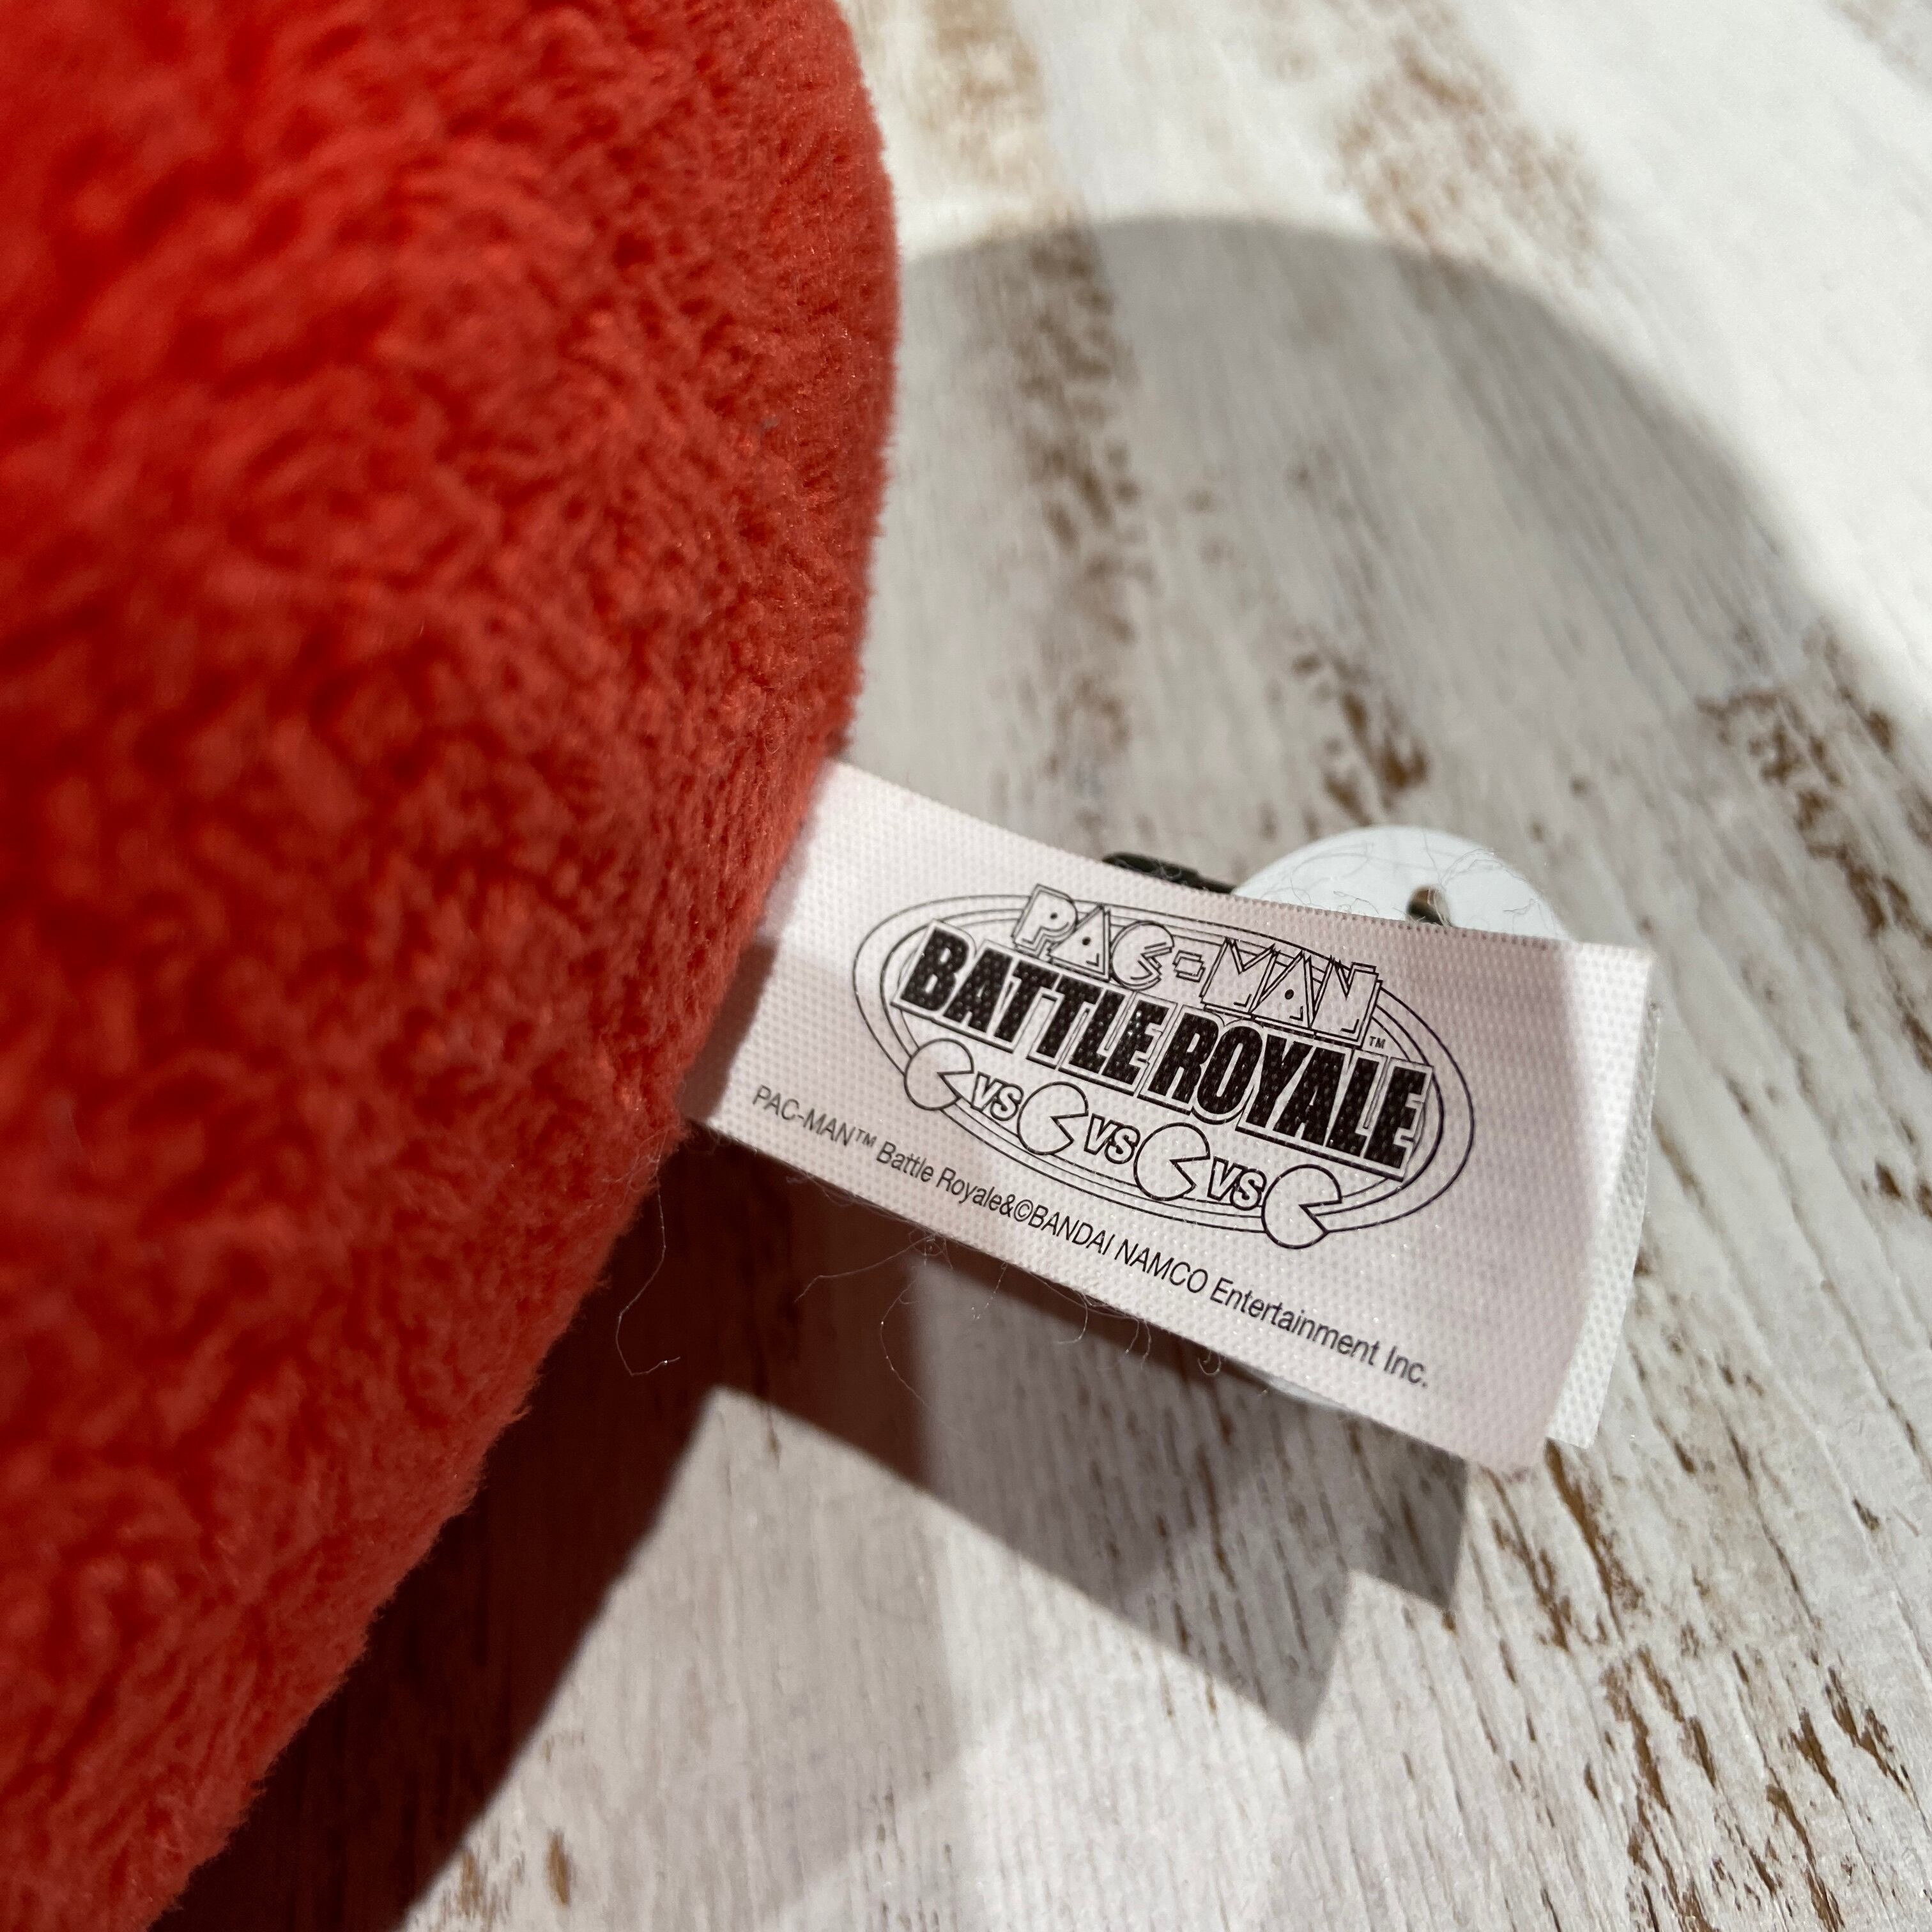 PAC-MAN
BATTLE ROYALE™
VS VS VS
PAC-MAN™ Battle Royale&©BANDAI NAMCO Entertainment Inc.